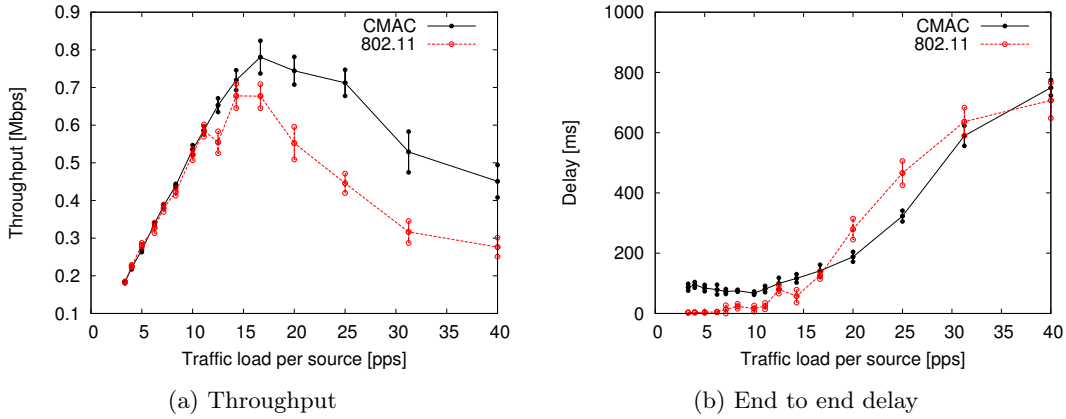 0.9
0.8
0.7
0.6
0.5
0.4
0.3
0.2
0.1
Throughput [Mbps]
CMAC
802.11
0 5 10 15 20 25 30 35 40
Traffic load per source [pps]
(a) Throughput
1000
800
600
400
200
0
Delay [ms]
CMAC
802.11
0 5 10 15 20 25 30 35 40
Traffic load per source [pps]
(b) End to end delay